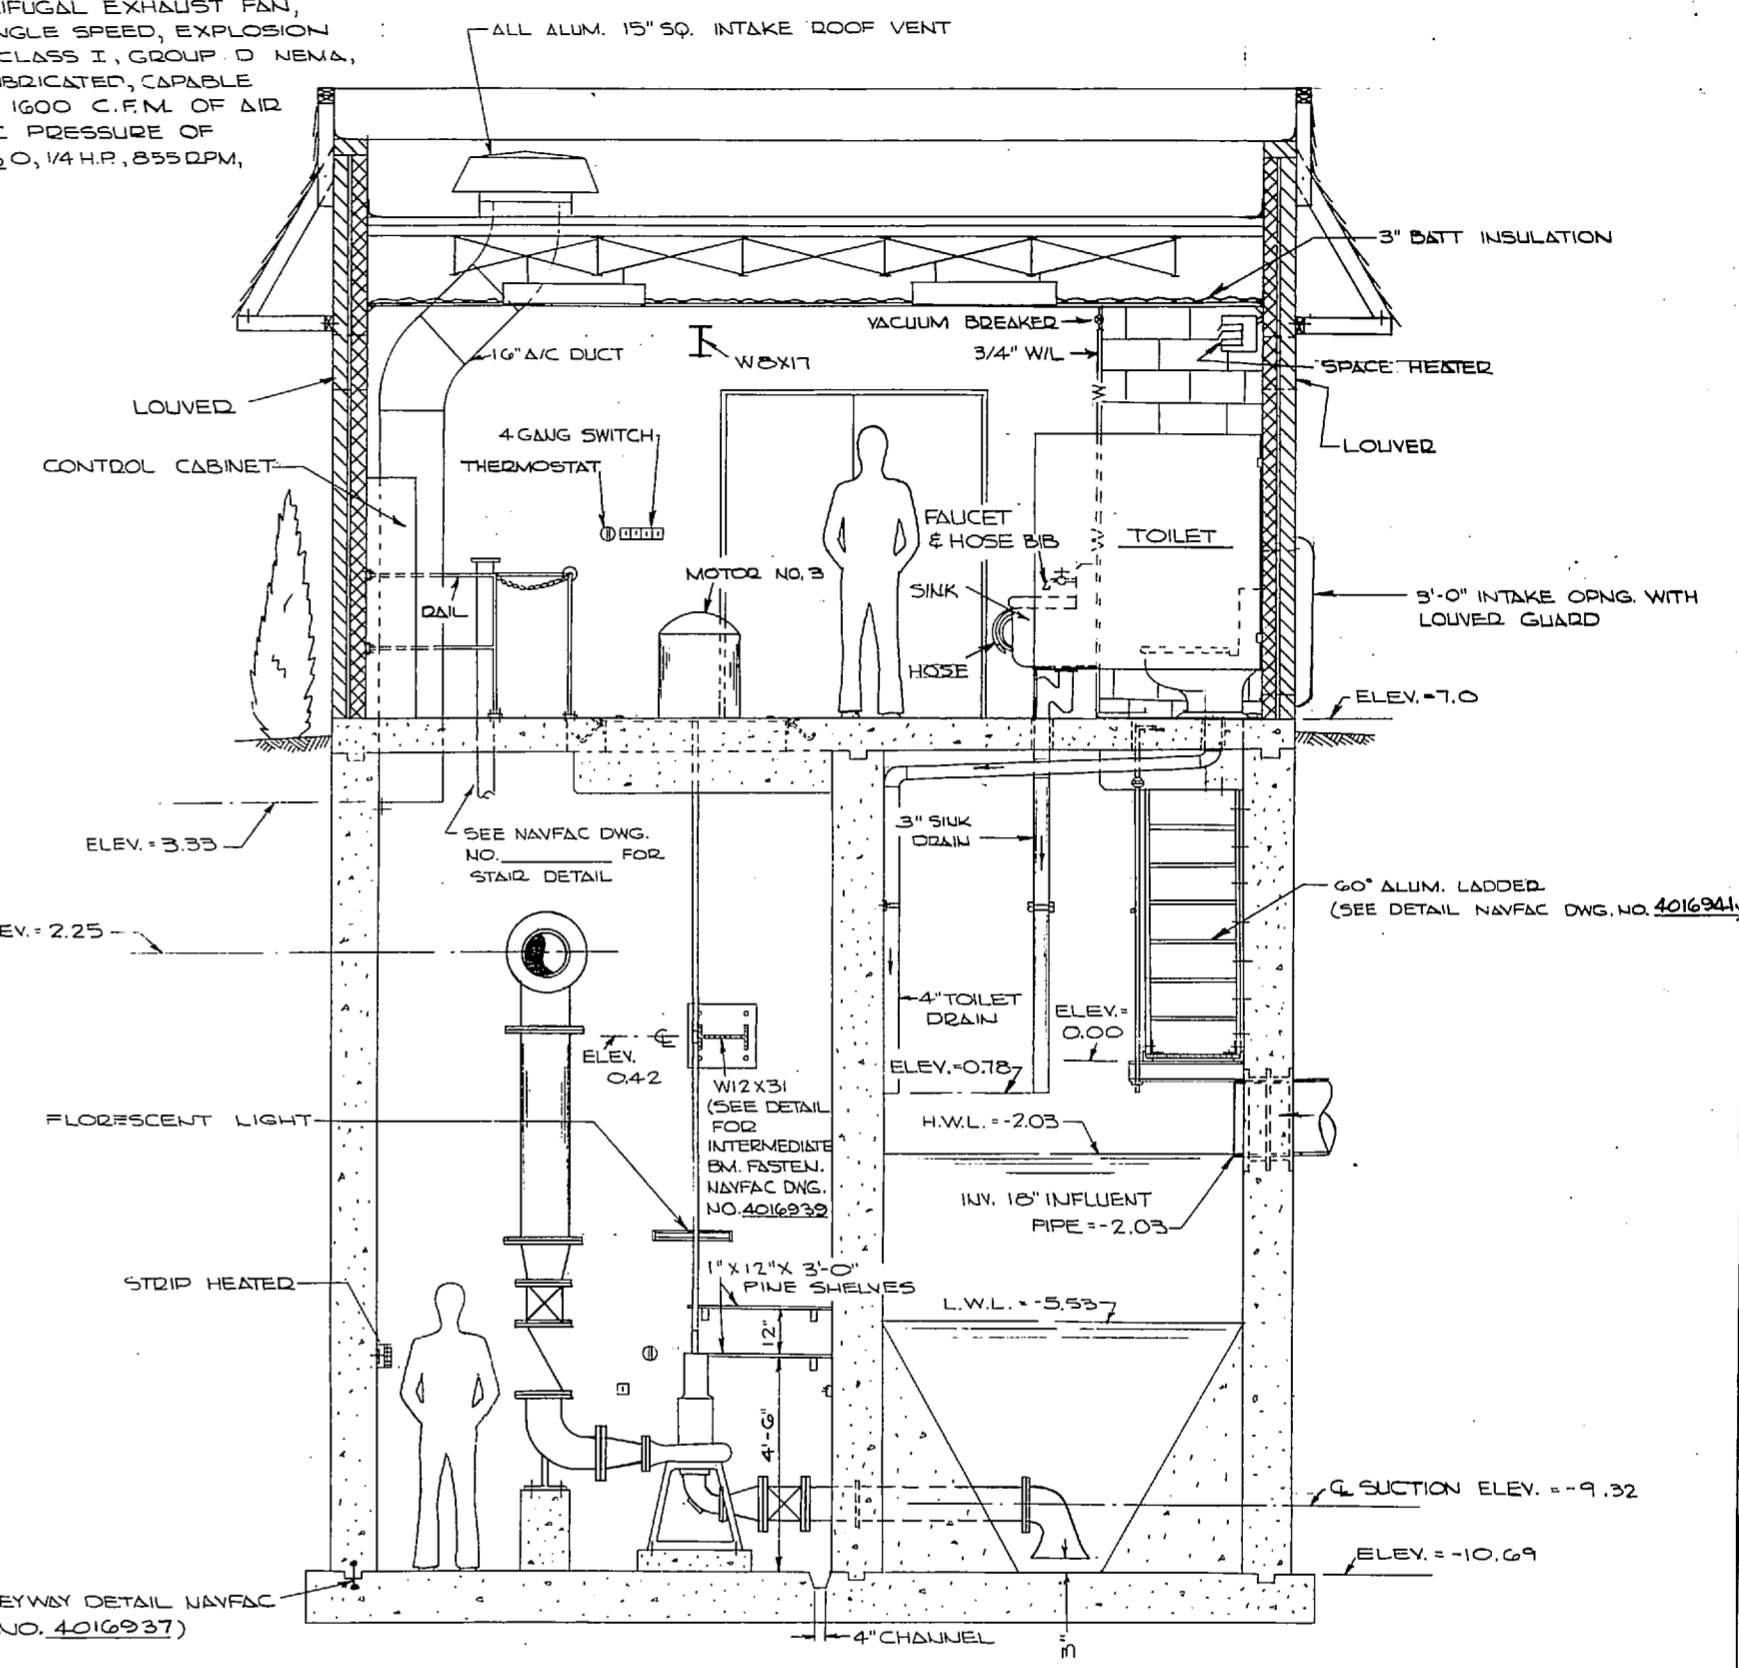 IFUGAL EXHAUST FAN,
NGLE SPEED, EXPLOSION
CLASS I, GROUP D NEMA,
BRICATED, CAPABLE
1600 C.F.M. OF AIR
C PRESSURE OF
O, 1/4 H.P., 855 RPM,
ALL ALUM. 15" SQ. INTAKE ROOF VENT
3" BATT INSULATION
VACUUM BREAKER
3/4" W/L
16" A/C DUCT
W8X17
SPACE HEATER
LOUVER
LOUVER
4 GANG SWITCH
THERMOSTAT
CONTROL CABINET
W
W
FAUCET
& HOSE BIB
TOILET
MOTOR NO. 3
SINK
RAIL
HOSE
3'-0" INTAKE OPNG. WITH
LOUVER GUARD
ELEV. = 7.0
ELEV. = 3.33
SEE NAVFAC DWG.
NO. ________ FOR
STAIR DETAIL
3" SINK
DRAIN
60° ALUM. LADDER
(SEE DETAIL NAVFAC DWG. NO. 4016941
EV. = 2.25
4" TOILET
DRAIN
ELEV. =
0.00
℄
ELEV.
0.42
ELEV. = 0.78
W12X31
(SEE DETAIL
FOR
INTERMEDIATE
BM. FASTEN.
NAVFAC DWG.
NO. 4016939
FLORESCENT LIGHT
H.W.L. = -2.03
INV. 18" INFLUENT
PIPE = -2.03
1" X 12" X 3'-0"
PINE SHELVES
STRIP HEATER
L.W.L. = -5.53
12"
4'-6"
℄ SUCTION ELEV. = -9.32
ELEV. = -10.69
EYWAY DETAIL NAVFAC
NO. 4016937)
4" CHANNEL
3"